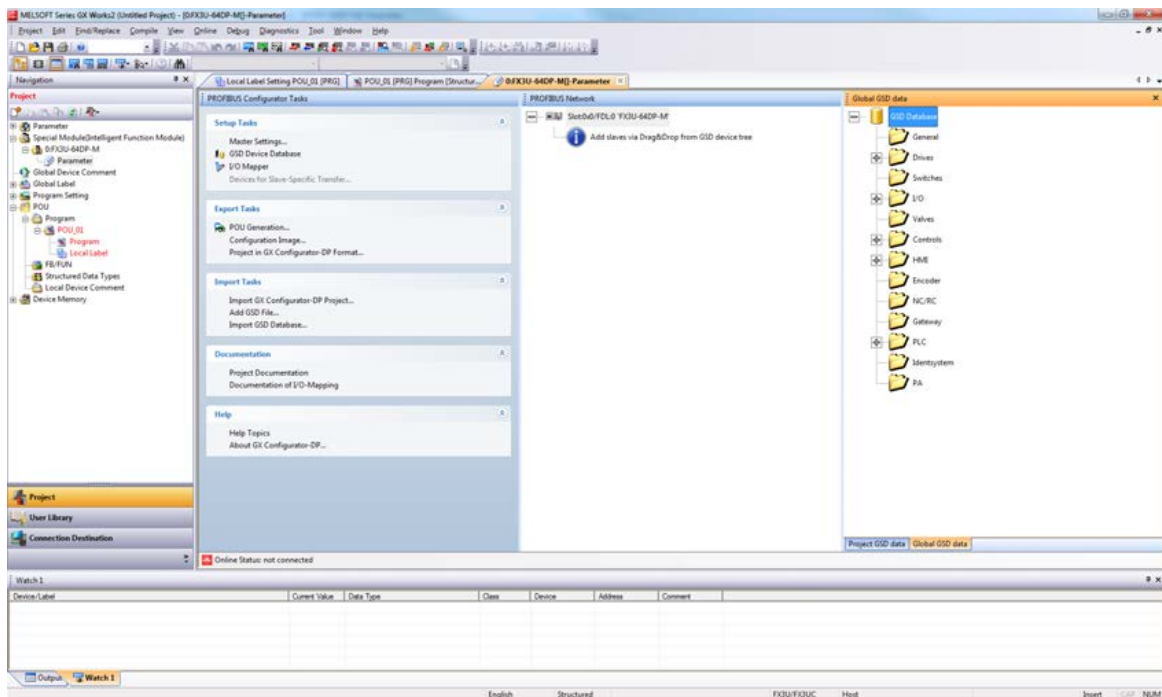 MELSOFT Series GX Works2 (Untitled Project) - [0:FX3U-64DP-M[]-Parameter]
Project Edit Find/Replace Compile View Online Debug Diagnostics Tool Window Help
Navigation
Local Label Setting POU_01 [PRG]
POU_01 [PRG] Program [Structur...
0:FX3U-64DP-M[]-Parameter
Project
Parameter
Special Module(Intelligent Function Module)
0:FX3U-64DP-M
Parameter
Global Device Comment
Global Label
Program Setting
POU
Program
POU_01
Program
Local Label
FB/FUN
Structured Data Types
Local Device Comment
Device Memory
Project
User Library
Connection Destination
PROFIBUS Configurator Tasks
Setup Tasks
Master Settings...
GSD Device Database
I/O Mapper
Devices for Slave-Specific Transfer...
Export Tasks
POU Generation...
Configuration Image...
Project in GX Configurator-DP Format...
Import Tasks
Import GX Configurator-DP Project...
Add GSD File...
Import GSD Database...
Documentation
Project Documentation
Documentation of I/O-Mapping
Help
Help Topics
About GX Configurator-DP...
Online Status: not connected
PROFIBUS Network
Slot:0x0/FDL:0 'FX3U-64DP-M'
Add slaves via Drag&Drop from GSD device tree
Global GSD data
GSD Database
General
Drives
Switches
I/O
Valves
Controls
HMI
Encoder
NC/RC
Gateway
PLC
Identsystem
PA
Project GSD data Global GSD data
Watch 1
Device/Label Current Value Data Type Class Device Address Comment
Output Watch 1
English Structured FX3U/FX3UC Host Insert CAP NUM